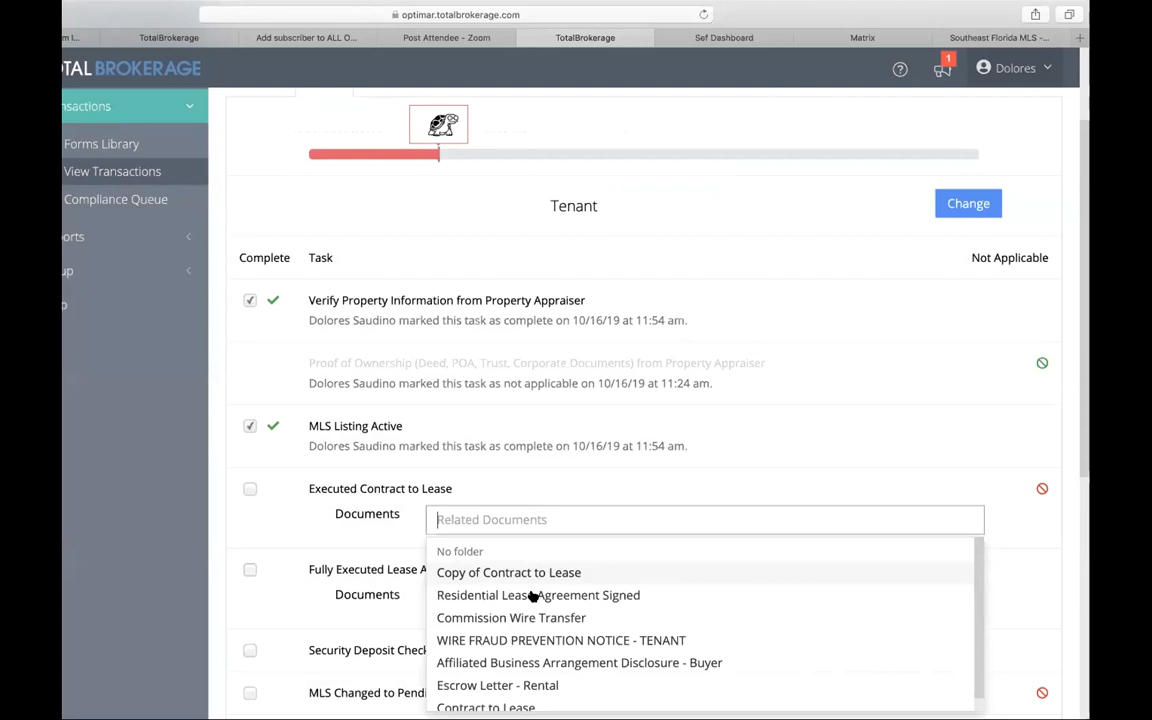 optimar.totalbrokerage.com
m I... TotalBrokerage Add subscriber to ALL O... Post Attendee - Zoom TotalBrokerage Sef Dashboard Matrix Southeast Florida MLS -...
TAL BROKERAGE 1 Dolores
nsactions
Forms Library
View Transactions
Compliance Queue
orts
up
p
Tenant Change
Complete Task Not Applicable
Verify Property Information from Property Appraiser
Dolores Saudino marked this task as complete on 10/16/19 at 11:54 am.
Proof of Ownership (Deed, POA, Trust, Corporate Documents) from Property Appraiser
Dolores Saudino marked this task as not applicable on 10/16/19 at 11:24 am.
MLS Listing Active
Dolores Saudino marked this task as complete on 10/16/19 at 11:54 am.
Executed Contract to Lease
Documents Related Documents
No folder
Copy of Contract to Lease
Fully Executed Lease A
Residential Lease Agreement Signed
Documents
Commission Wire Transfer
WIRE FRAUD PREVENTION NOTICE - TENANT
Security Deposit Chec
Affiliated Business Arrangement Disclosure - Buyer
Escrow Letter - Rental
MLS Changed to Pendi
Contract to Lease